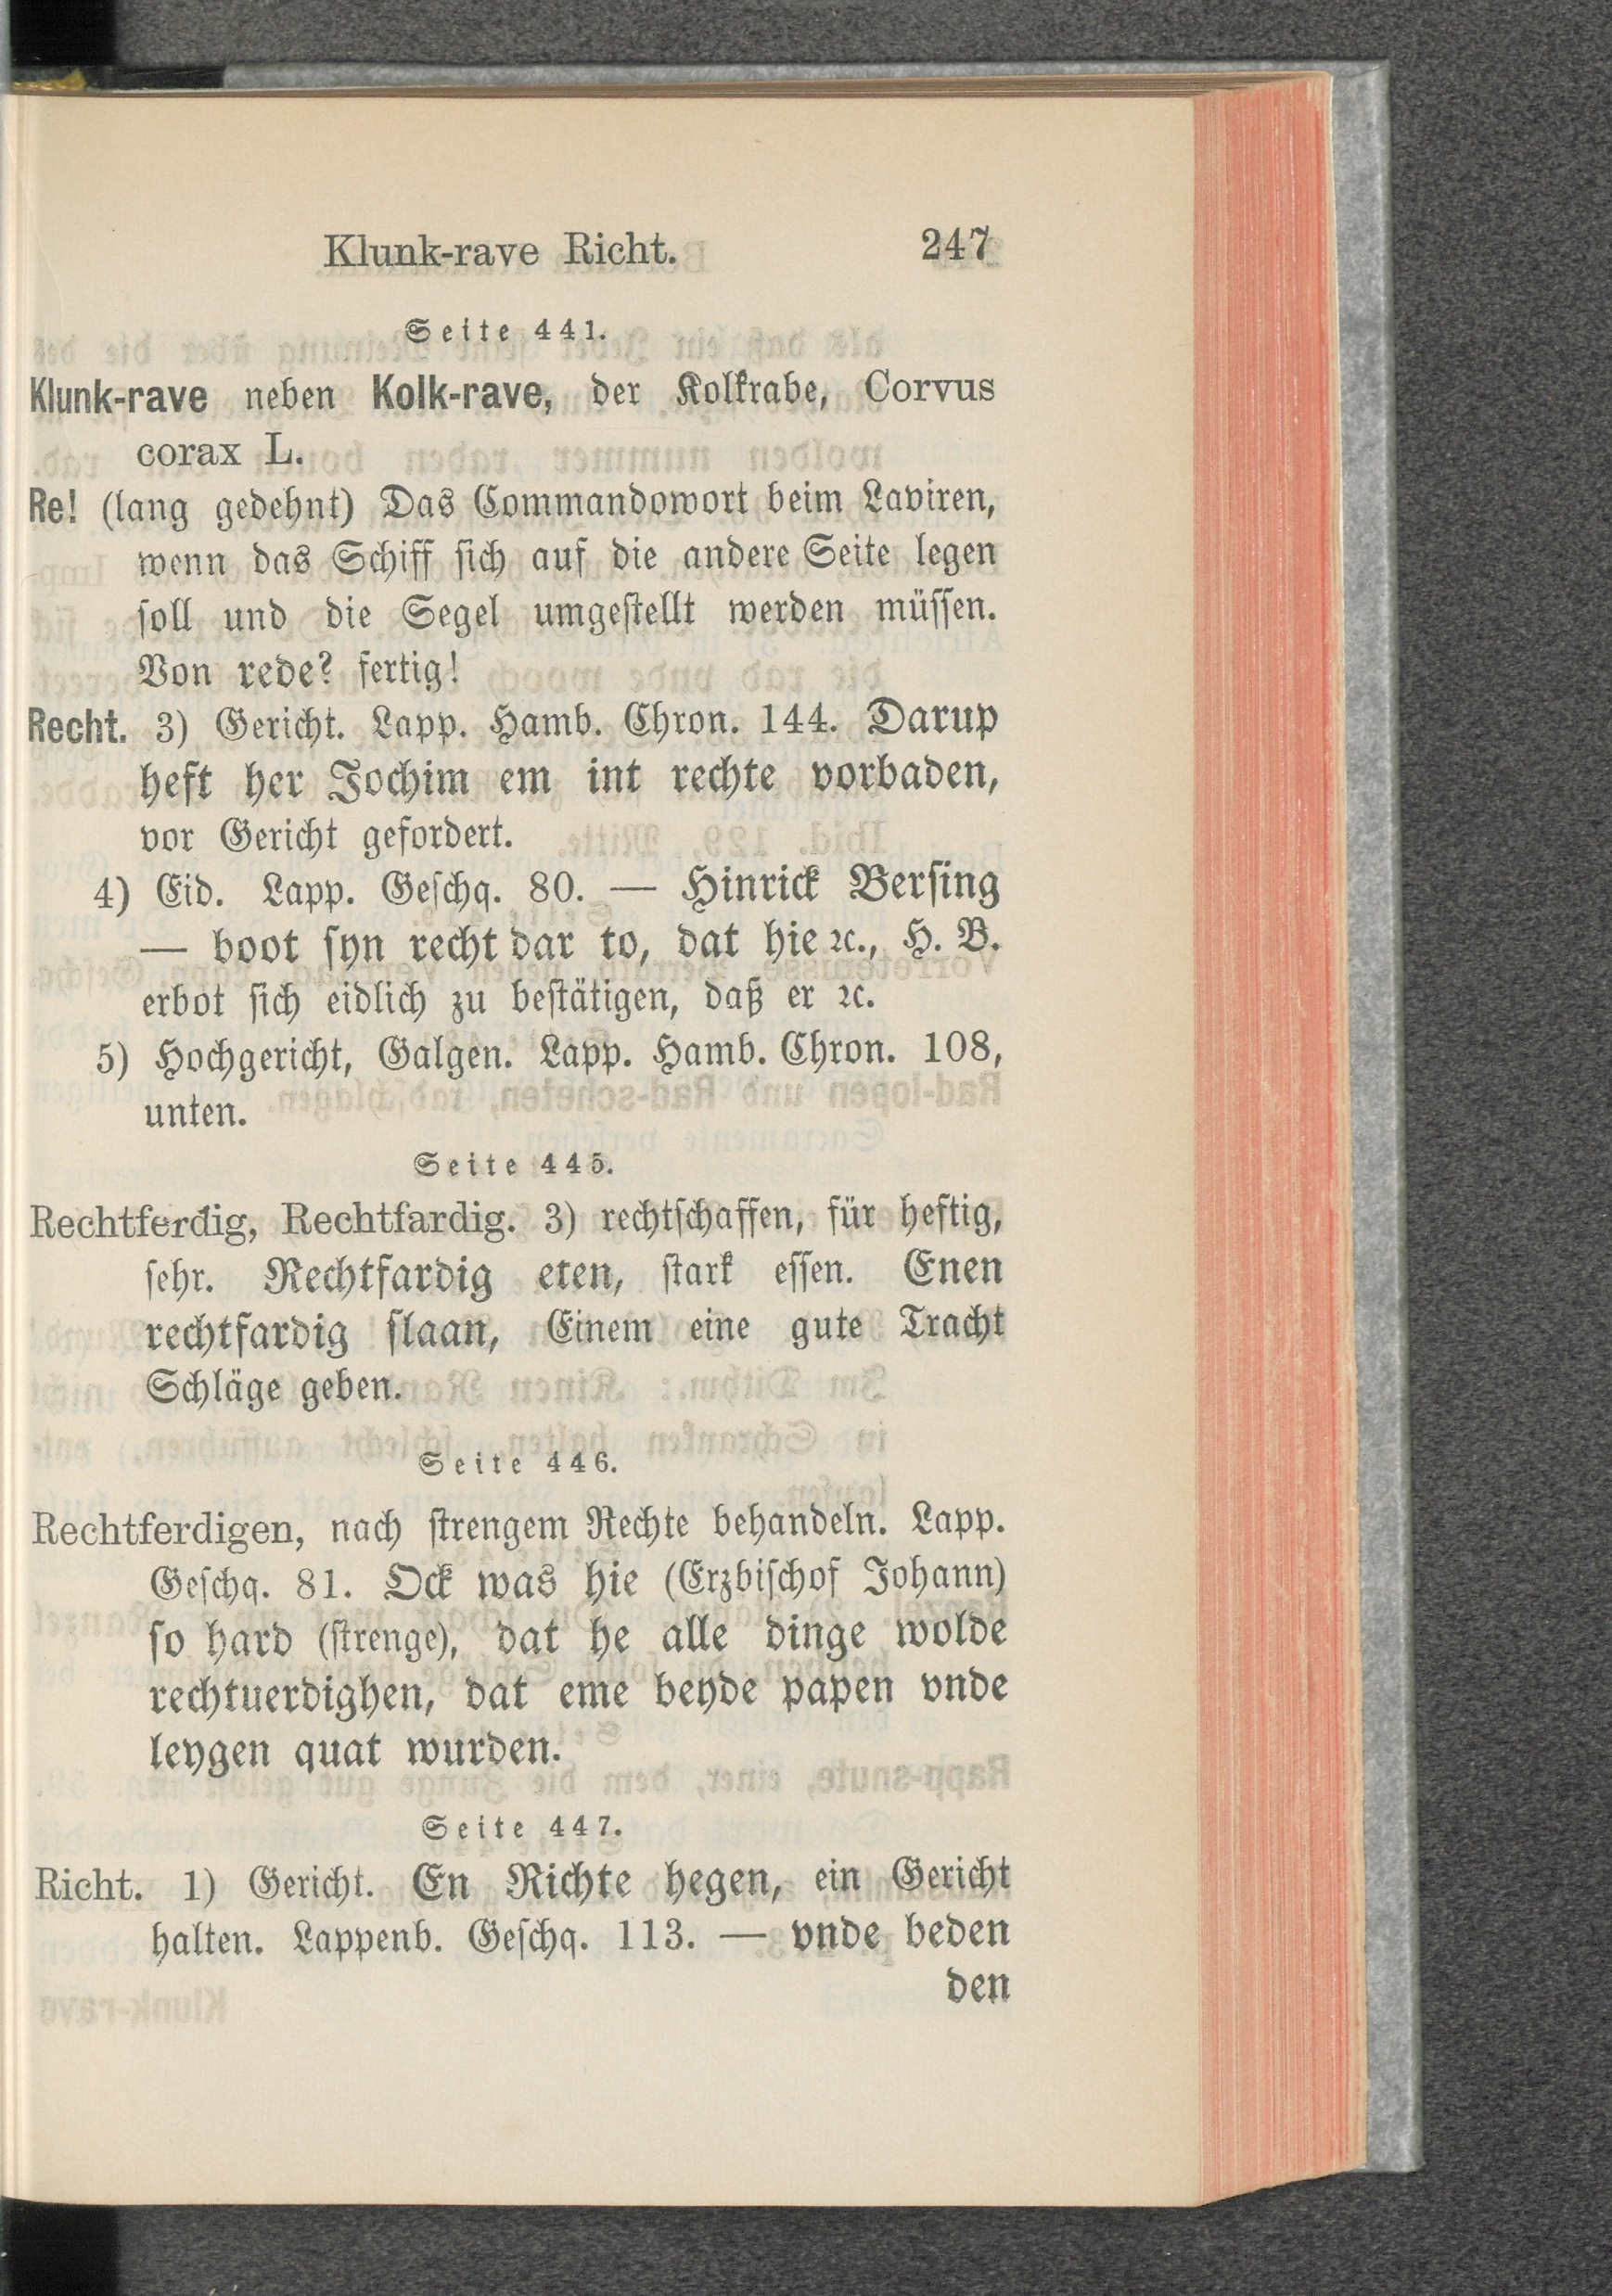 Klunk-rave Richt. 247
Seite 441.
Klunk-rave neben Kolk-rave, der Kolkrabe, Corvus
corax L.
Re! (lang gedehnt) Das Commandowort beim Laviren,
wenn das Schiff sich auf die andere Seite legen
soll und die Segel umgestellt werden müssen.
Von rede? fertig!
Recht. 3) Gericht. Lapp. Hamb. Chron. 144. Darup
heft her Jochim em int rechte vorbaden,
vor Gericht gefordert.
4) Eid. Lapp. Geschq. 80. — Hinrick Bersing
— boot syn recht dar to, dat hie ꝛc., H. B.
erbot sich eidlich zu bestätigen, daß er ꝛc.
5) Hochgericht, Galgen. Lapp. Hamb. Chron. 108,
unten.
Seite 445.
Rechtferdig, Rechtfardig. 3) rechtschaffen, für heftig,
sehr. Rechtfardig eten, stark essen. Enen
rechtfardig slaan, Einem eine gute Tracht
Schläge geben.
Seite 446.
Rechtferdigen, nach strengem Rechte behandeln. Lapp.
Geschq. 81. Ock was hie (Erzbischof Johann)
so hard (strenge), dat he alle dinge wolde
rechtuerdighen, dat eme beyde papen vnde
leygen quat wurden.
Seite 447.
Richt. 1) Gericht. En Richte hegen, ein Gericht
halten. Lappenb. Geschq. 113. — vnde beden
den